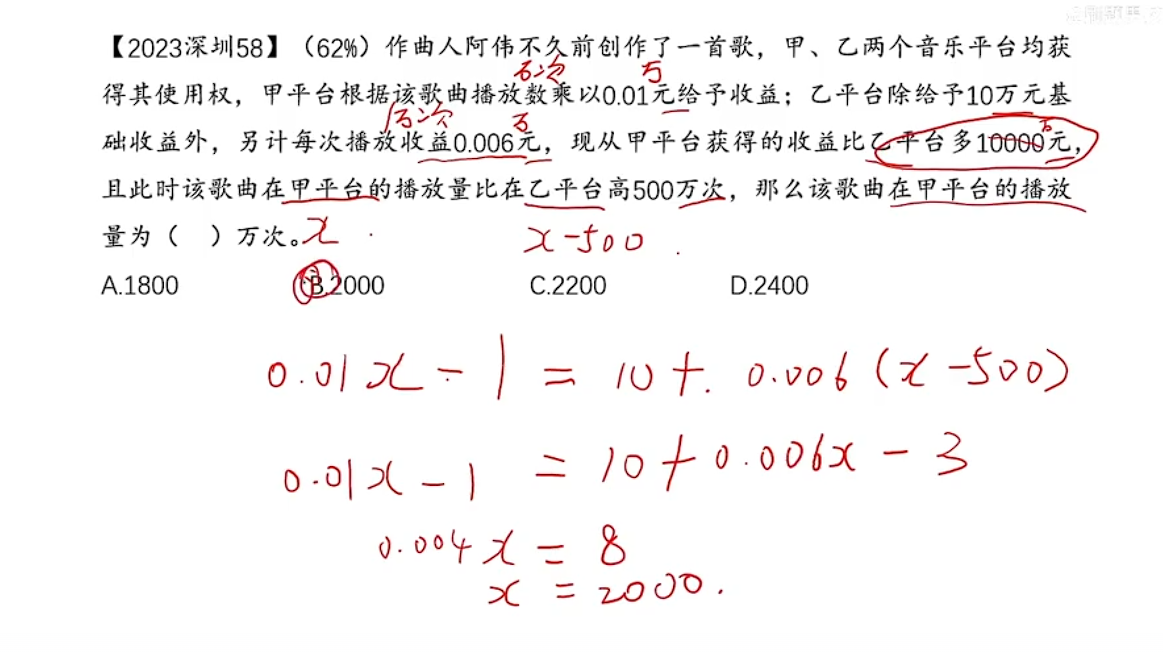 【2023深圳58】（62%）作曲人阿伟不久前创作了一首歌，甲、乙两个音乐平台均获
万次 万
得其使用权，甲平台根据该歌曲播放数乘以0.01元给予收益；乙平台除给予10万元基
万次 万 万
础收益外，另计每次播放收益0.006元，现从甲平台获得的收益比乙平台多10000元，
且此时该歌曲在甲平台的播放量比在乙平台高500万次，那么该歌曲在甲平台的播放
量为（ ）万次。x x-500
A.1800 B.2000 C.2200 D.2400
0.01x - 1 = 10 + 0.006(x-500)
0.01x - 1 = 10 + 0.006x - 3
0.004x = 8
x = 2000.